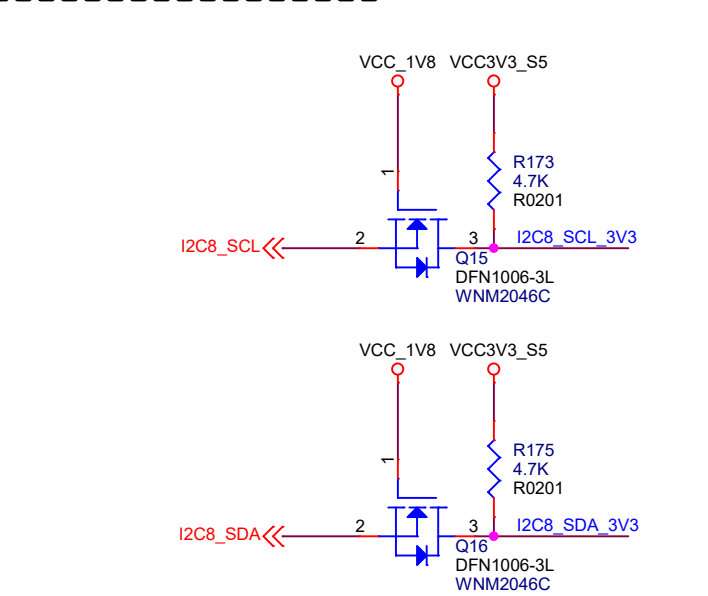 VCC_1V8 VCC3V3_S5
1
R173
4.7K
R0201
I2C8_SCL 2 3 I2C8_SCL_3V3
Q15
DFN1006-3L
WNM2046C
VCC_1V8 VCC3V3_S5
1
R175
4.7K
R0201
I2C8_SDA 2 3 I2C8_SDA_3V3
Q16
DFN1006-3L
WNM2046C